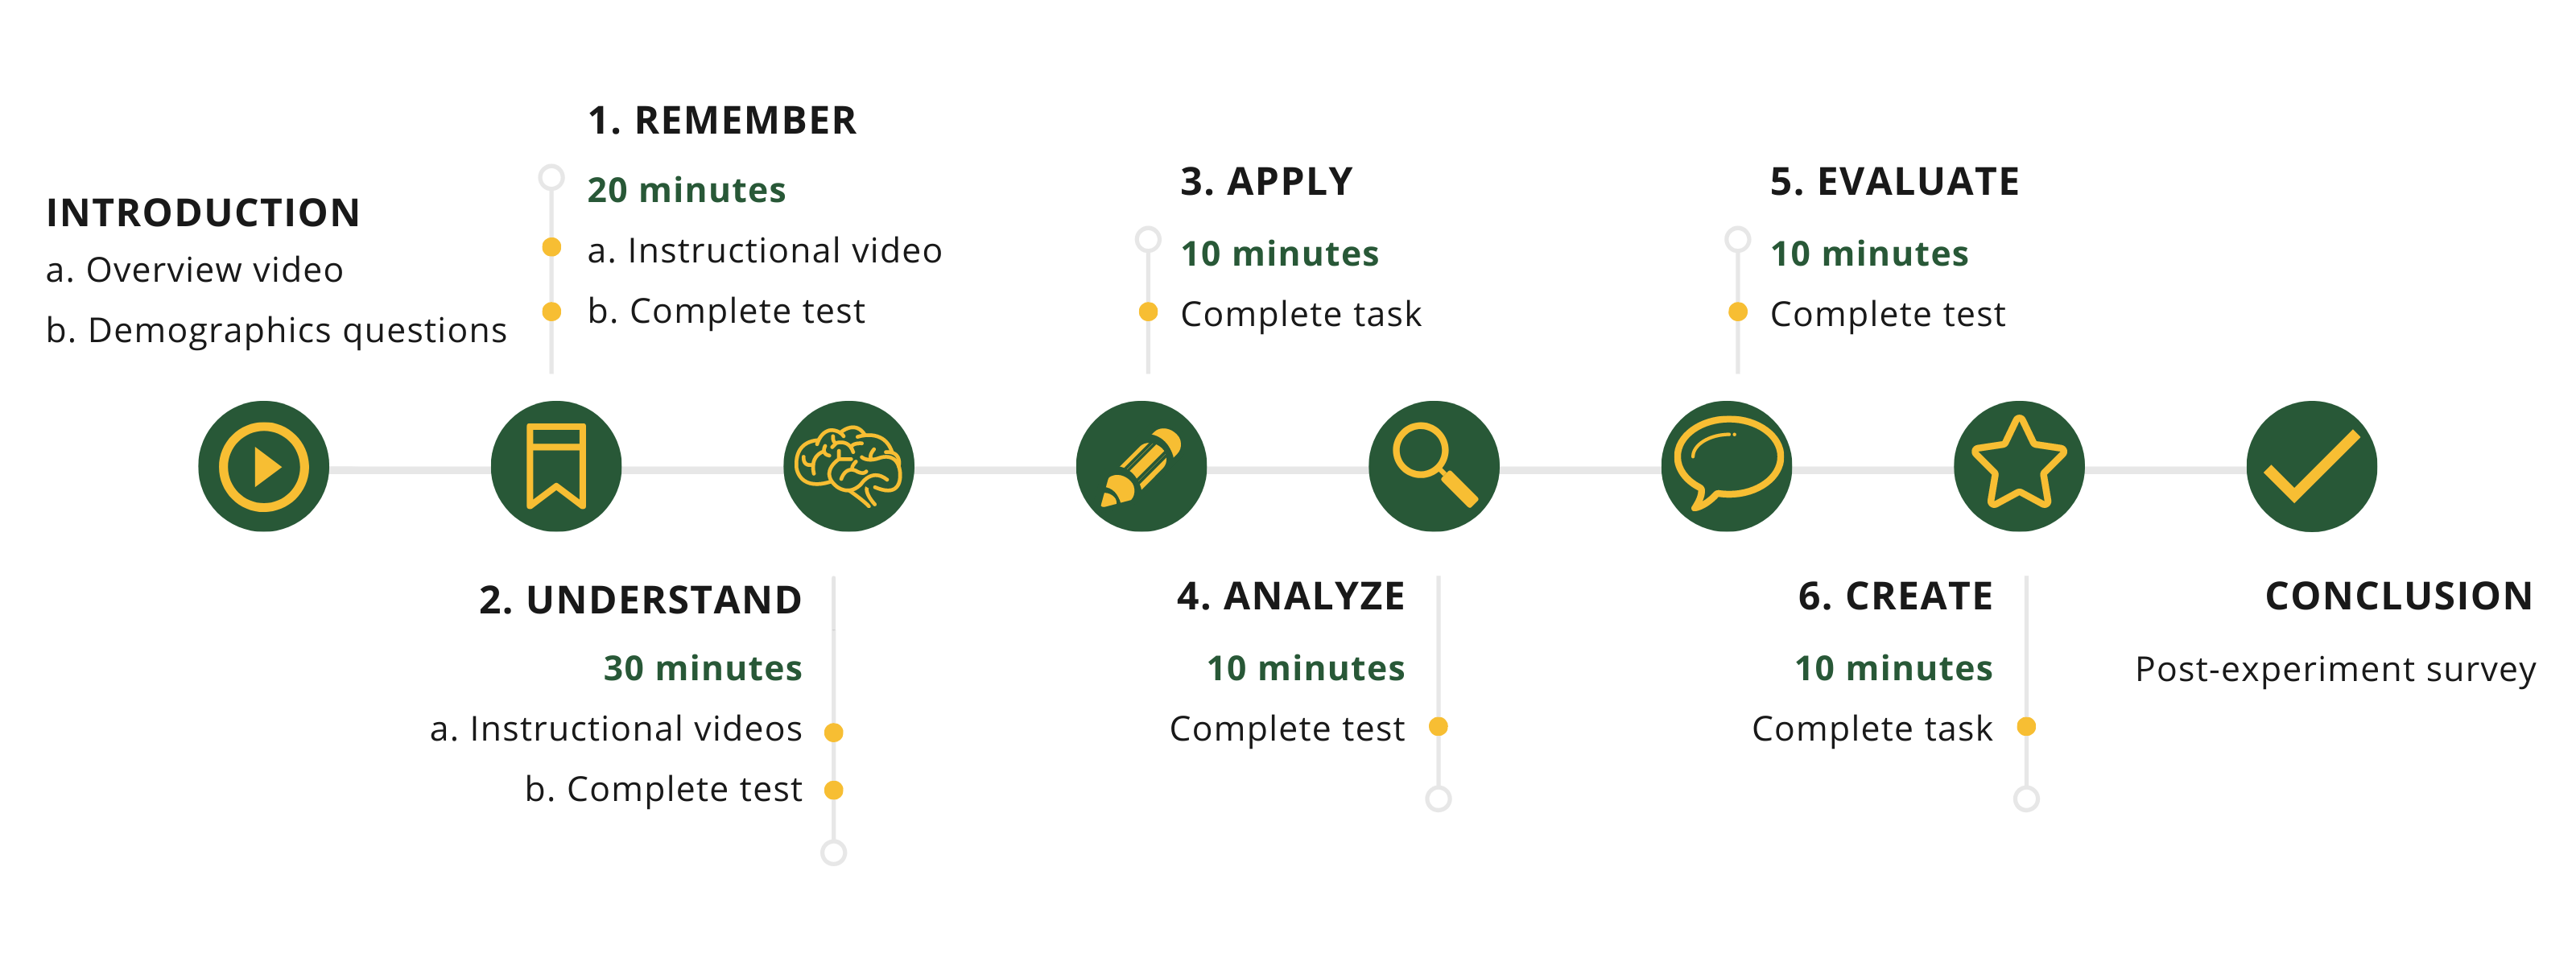 INTRODUCTION
a. Overview video
b. Demographics questions
1. REMEMBER
20 minutes
a. Instructional video
b. Complete test
2. UNDERSTAND
30 minutes
a. Instructional videos
b. Complete test
3. APPLY
10 minutes
Complete task
4. ANALYZE
10 minutes
Complete test
5. EVALUATE
10 minutes
Complete test
6. CREATE
10 minutes
Complete task
CONCLUSION
Post-experiment survey